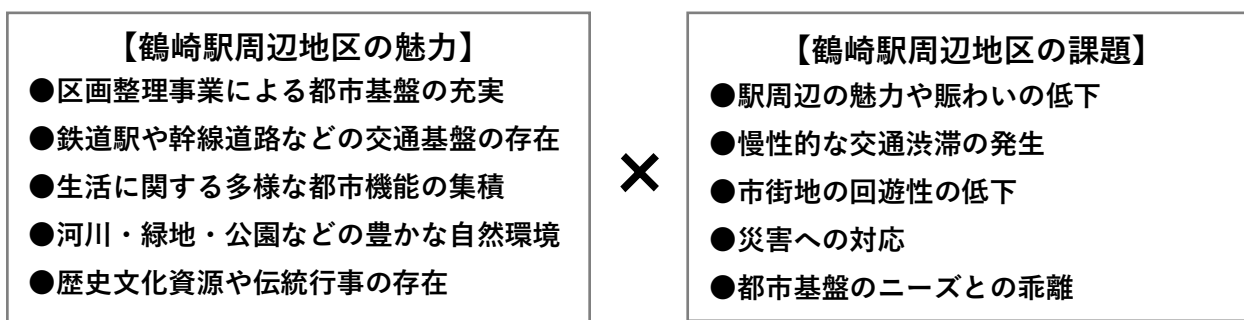 【鶴崎駅周辺地区の魅力】
●区画整理事業による都市基盤の充実
●鉄道駅や幹線道路などの交通基盤の存在
●生活に関する多様な都市機能の集積
●河川・緑地・公園などの豊かな自然環境
●歴史文化資源や伝統行事の存在
×
【鶴崎駅周辺地区の課題】
●駅周辺の魅力や賑わいの低下
●慢性的な交通渋滞の発生
●市街地の回遊性の低下
●災害への対応
●都市基盤のニーズとの乖離